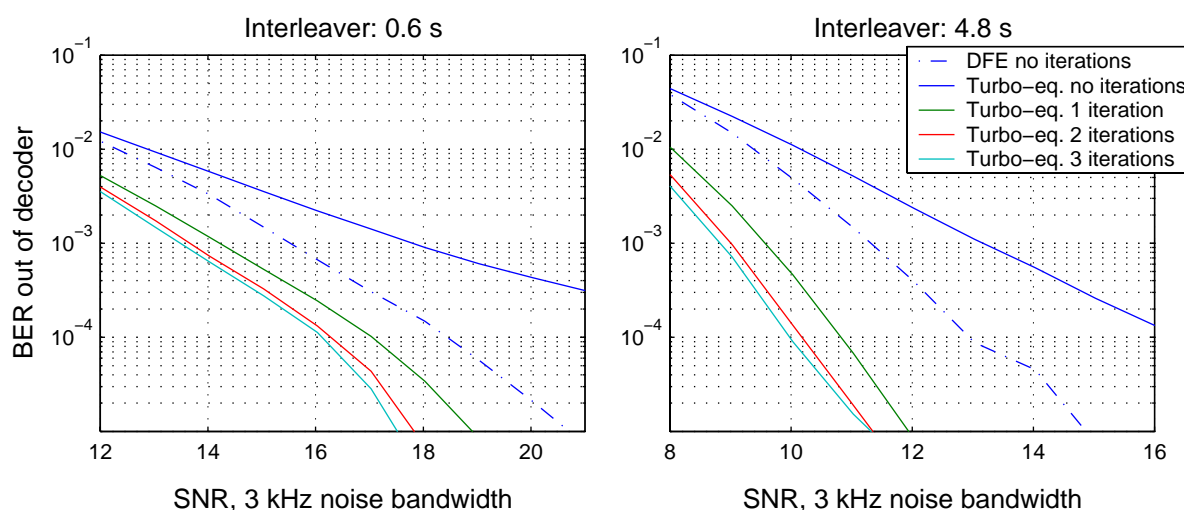 Interleaver: 0.6 s
10⁻¹
10⁻²
10⁻³
10⁻⁴
BER out of decoder
12 14 16 18 20
SNR, 3 kHz noise bandwidth
Interleaver: 4.8 s
10⁻¹
10⁻²
10⁻³
10⁻⁴
8 10 12 14 16
SNR, 3 kHz noise bandwidth
DFE no iterations
Turbo−eq. no iterations
Turbo−eq. 1 iteration
Turbo−eq. 2 iterations
Turbo−eq. 3 iterations